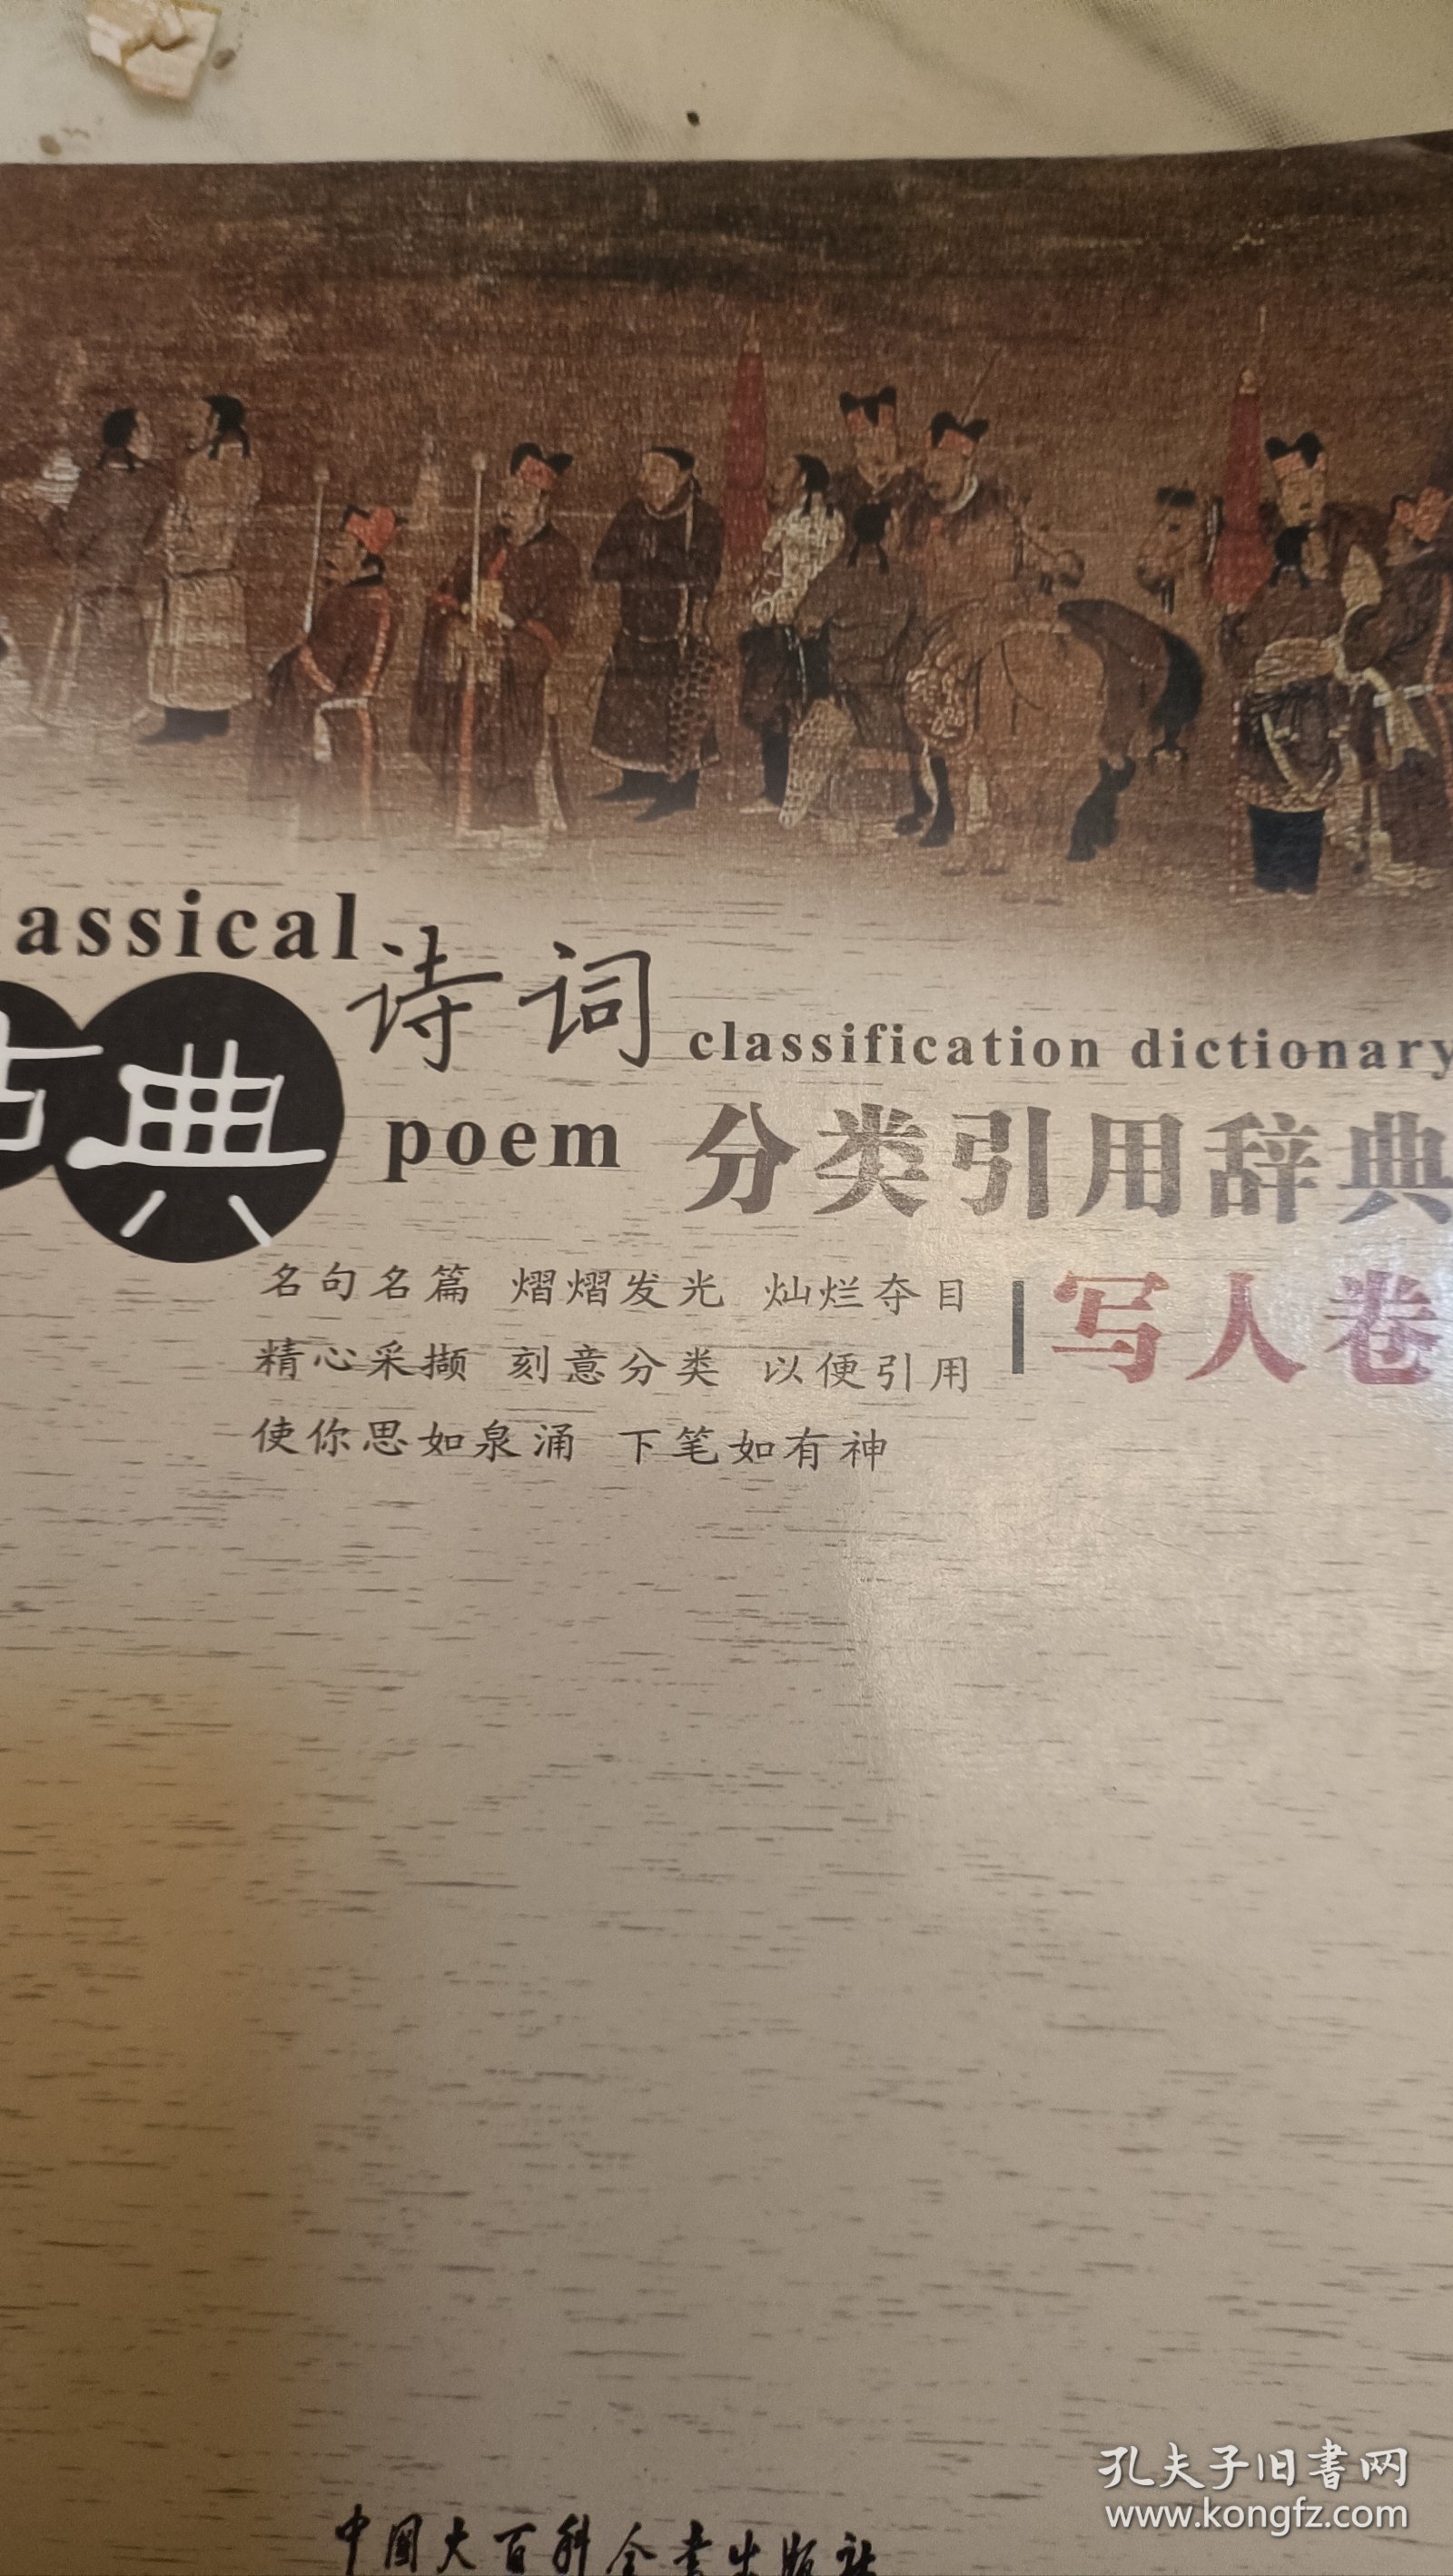 lassical
古典 诗词 classification dictionary
poem 分类引用辞典
名句名篇 熠熠发光 灿烂夺目 | 写人卷
精心采撷 刻意分类 以便引用
使你思如泉涌 下笔如有神
中国大百科全书出版社
孔夫子旧书网
www.kongfz.com